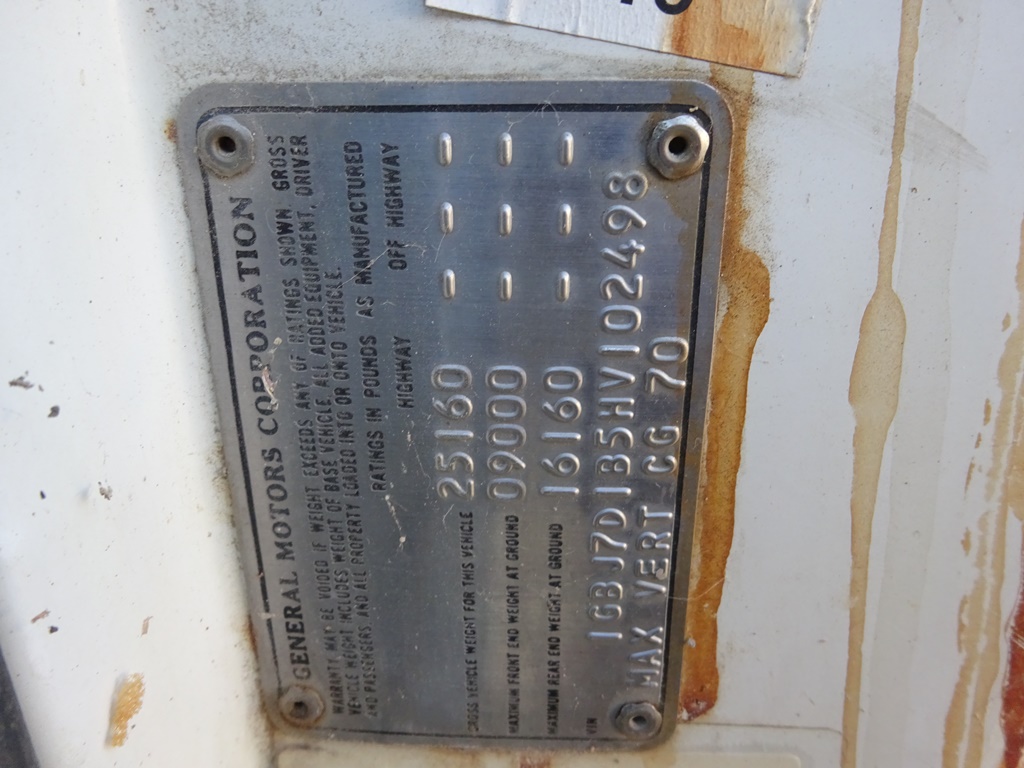 GENERAL MOTORS CORPORATION
WARRANTY MAY BE VOIDED IF WEIGHT EXCEEDS ANY OF RATINGS SHOWN. GROSS
VEHICLE WEIGHT INCLUDES WEIGHT OF BASE VEHICLE, ALL ADDED EQUIPMENT, DRIVER
AND PASSENGERS AND ALL PROPERTY LOADED INTO OR ONTO VEHICLE.
RATINGS IN POUNDS AS MANUFACTURED
HIGHWAY OFF HIGHWAY
GROSS VEHICLE WEIGHT FOR THIS VEHICLE 25160 - - -
MAXIMUM FRONT END WEIGHT AT GROUND 09000 - - -
MAXIMUM REAR END WEIGHT AT GROUND 16160 - - -
VIN 1GBJ7D1B5HV102498
MAX VERT CG 70